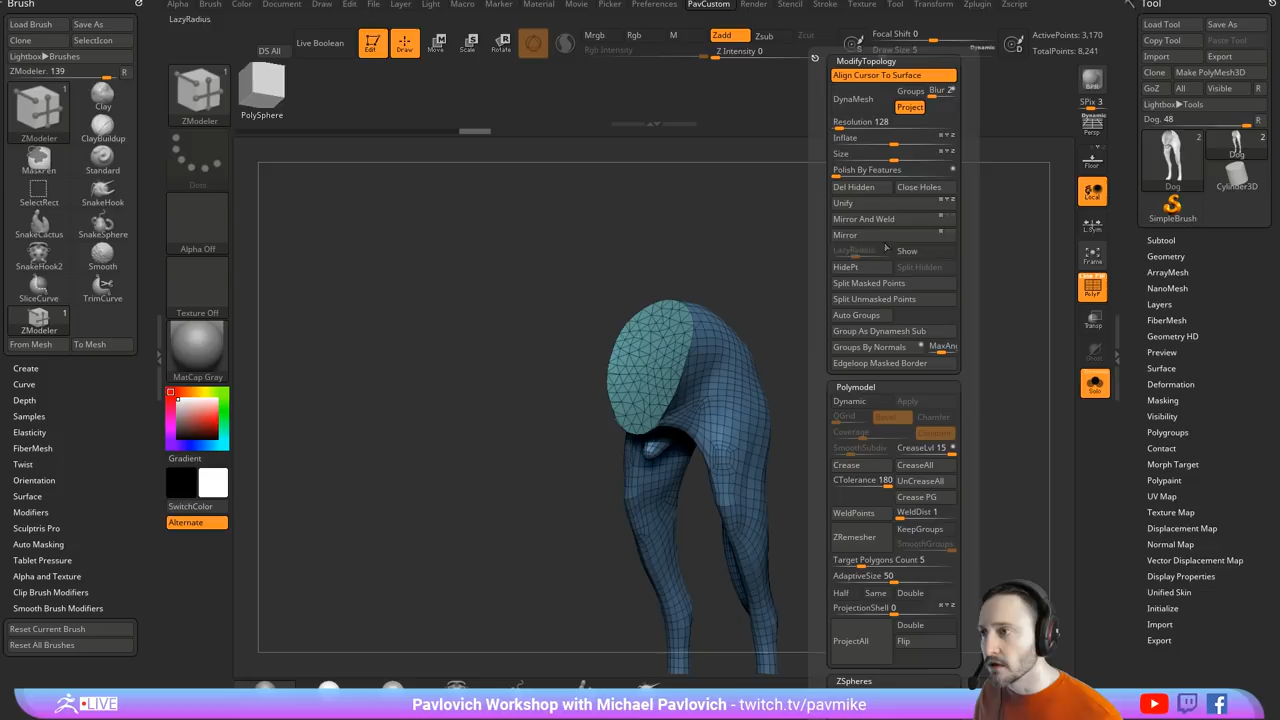 Brush
Alpha Brush Color Document Draw Edit File Layer Light Macro Marker Material Movie Picker Preferences PavCustom Render Stencil Stroke Texture Tool Transform Zplugin Zscript
Tool
LazyRadius
Load Brush Save As
Clone SelectIcon
Lightbox▶Brushes
ZModeler. 139 R
ZModeler
Clay
ClayBuildup
MaskPen Standard
SelectRect SnakeHook
SnakeCactus SnakeSphere
SnakeHook2 Smooth
SliceCurve TrimCurve
ZModeler
From Mesh To Mesh
Create
Curve
Depth
Samples
Elasticity
FiberMesh
Twist
Orientation
Surface
Modifiers
Sculptris Pro
Auto Masking
Tablet Pressure
Alpha and Texture
Clip Brush Modifiers
Smooth Brush Modifiers
Reset Current Brush
Reset All Brushes
DS All
Live Boolean
Edit Draw Move Scale Rotate
Mrgb Rgb M
Rgb Intensity
Zadd Zsub Cut
Z Intensity 0
Focal Shift 0
Draw Size 5
Dynamic
ActivePoints: 3,170
TotalPoints: 8,241
ZModeler
PolySphere
Dots
Alpha Off
Texture Off
MatCap Gray
Gradient
SwitchColor
Alternate
ModifyTopology
Align Cursor To Surface
DynaMesh
Groups Blur 2
Project
Resolution 128
Inflate
Size
Polish By Features
Del Hidden Close Holes
Unify
Mirror And Weld
Mirror
LazyRadius Show
HidePt Split Hidden
Split Masked Points
Split Unmasked Points
Auto Groups
Group As Dynamesh Sub
Groups By Normals MaxAng
Edgeloop Masked Border
Polymodel
Dynamic Apply
QGrid Bevel Chamfer
Coverage Constant
SmoothSubdiv CreaseLvl 15
Crease CreaseAll
CTolerance 180 UnCreaseAll
Crease PG
WeldPoints WeldDist 1
ZRemesher
KeepGroups
SmoothGroups
Target Polygons Count 5
AdaptiveSize 50
Half Same Double
ProjectionShell 0
ProjectAll
Double
Flip
ZSpheres
BPR
SPix 3
Dynamic
Persp
Floor
Local
L.Sym
Frame
Line Fill
PolyF
Transp
Ghost
Solo
Load Tool Save As
Copy Tool Paste Tool
Import Export
Clone Make PolyMesh3D
GoZ All Visible R
Lightbox▶Tools
Dog. 48 R
2 2
Dog
Dog
Cylinder3D
SimpleBrush
Subtool
Geometry
ArrayMesh
NanoMesh
Layers
FiberMesh
Geometry HD
Preview
Surface
Deformation
Masking
Visibility
Polygroups
Contact
Morph Target
Polypaint
UV Map
Texture Map
Displacement Map
Normal Map
Vector Displacement Map
Display Properties
Unified Skin
Initialize
Import
Export
LIVE
Pavlovich Workshop with Michael Pavlovich - twitch.tv/pavmike